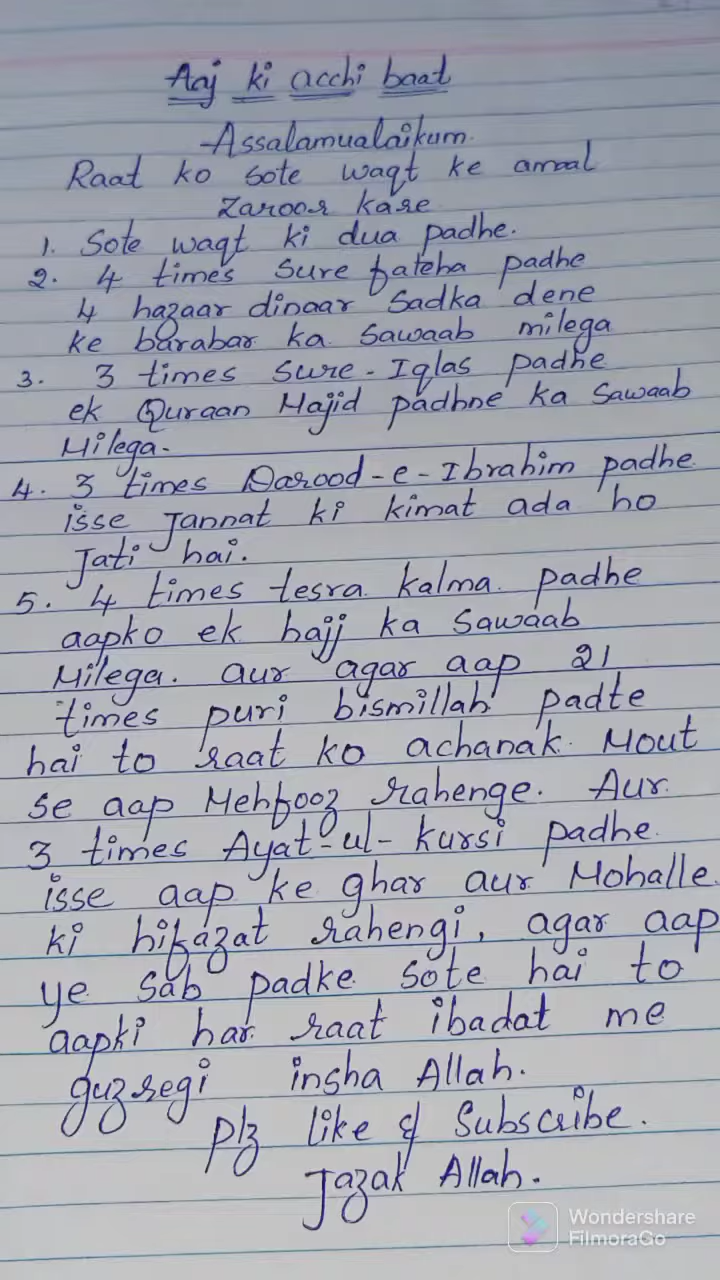 Aaj ki acchi baat
Assalamualaikum.
Raat ko sote waqt ke amaal
zaroor kare
1. Sote waqt ki dua padhe.
2. 4 times Sure fateha padhe
4 hazaar dinaar Sadka dene
ke barabar ka Sawaab milega
3. 3 times Sure-Iqlas padhe
ek Quraan Majid padhne ka Sawaab
Milega.
4. 3 times Darood-e-Ibrahim padhe.
isse Jannat ki kimat ada ho
Jati hai.
5. 4 times tesra kalma padhe
aapko ek hajj ka Sawaab
Milega. aur agar aap 21
times puri bismillah padte
hai to raat ko achanak Mout
se aap Mehfooz rahenge. Aur
3 times Ayat-ul-kursi padhe.
isse aap ke ghar aur Mohalle
ki hifazat rahengi, agar aap
ye sab padke sote hai to
aapki har raat ibadat me
guzregi insha Allah.
Plz like & Subscribe.
Jazak Allah.
Wondershare
FilmoraGo